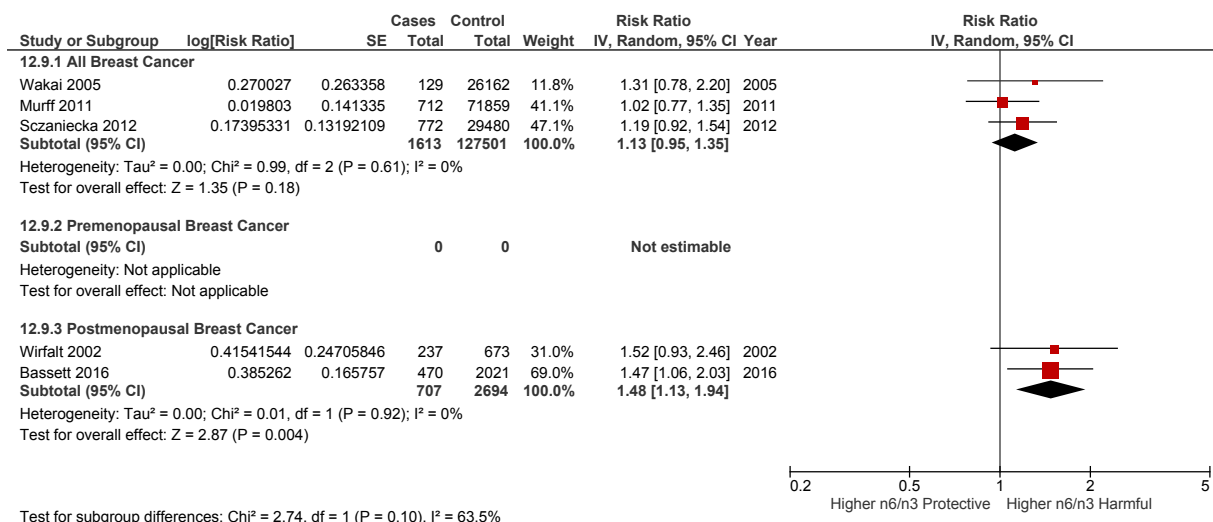 Cases Control Risk Ratio Risk Ratio
Study or Subgroup log[Risk Ratio] SE Total Total Weight IV, Random, 95% CI Year IV, Random, 95% CI
12.9.1 All Breast Cancer
Wakai 2005 0.270027 0.263358 129 26162 11.8% 1.31 [0.78, 2.20] 2005
Murff 2011 0.019803 0.141335 712 71859 41.1% 1.02 [0.77, 1.35] 2011
Sczaniecka 2012 0.17395331 0.13192109 772 29480 47.1% 1.19 [0.92, 1.54] 2012
Subtotal (95% CI) 1613 127501 100.0% 1.13 [0.95, 1.35]
Heterogeneity: Tau² = 0.00; Chi² = 0.99, df = 2 (P = 0.61); I² = 0%
Test for overall effect: Z = 1.35 (P = 0.18)
12.9.2 Premenopausal Breast Cancer
Subtotal (95% CI) 0 0 Not estimable
Heterogeneity: Not applicable
Test for overall effect: Not applicable
12.9.3 Postmenopausal Breast Cancer
Wirfalt 2002 0.41541544 0.24705846 237 673 31.0% 1.52 [0.93, 2.46] 2002
Bassett 2016 0.385262 0.165757 470 2021 69.0% 1.47 [1.06, 2.03] 2016
Subtotal (95% CI) 707 2694 100.0% 1.48 [1.13, 1.94]
Heterogeneity: Tau² = 0.00; Chi² = 0.01, df = 1 (P = 0.92); I² = 0%
Test for overall effect: Z = 2.87 (P = 0.004)
0.2 0.5 1 2 5
Higher n6/n3 Protective Higher n6/n3 Harmful
Test for subgroup differences: Chi² = 2.74, df = 1 (P = 0.10), I² = 63.5%